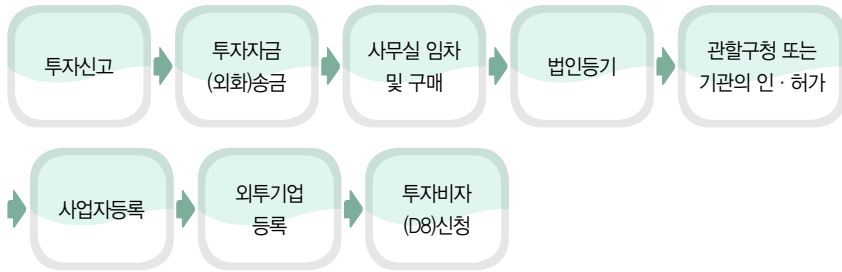 투자신고
투자자금
(외화)송금
사무실 임차
및 구매
법인등기
관할구청 또는
기관의 인 · 허가
사업자등록
외투기업
등록
투자비자
(D8)신청